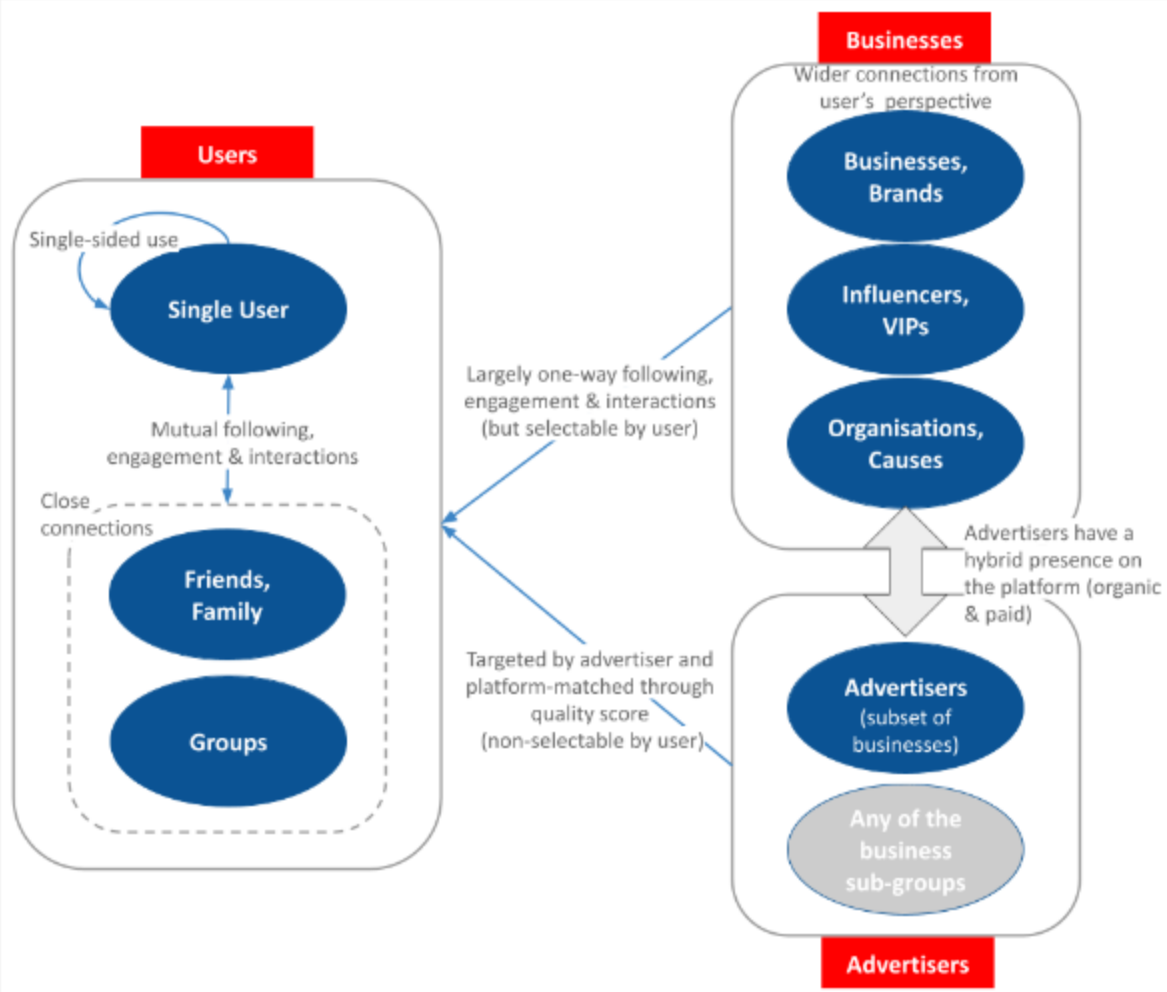 Businesses
Wider connections from
user's perspective
Businesses,
Brands
Influencers,
VIPs
Organisations,
Causes
Users
Single-sided use
Single User
Mutual following,
engagement & interactions
Close
connections
Friends,
Family
Groups
Largely one-way following,
engagement & interactions
(but selectable by user)
Targeted by advertiser and
platform-matched through
quality score
(non-selectable by user)
Advertisers have a
hybrid presence on
the platform (organic
& paid)
Advertisers
(subset of
businesses)
Any of the
business
sub-groups
Advertisers